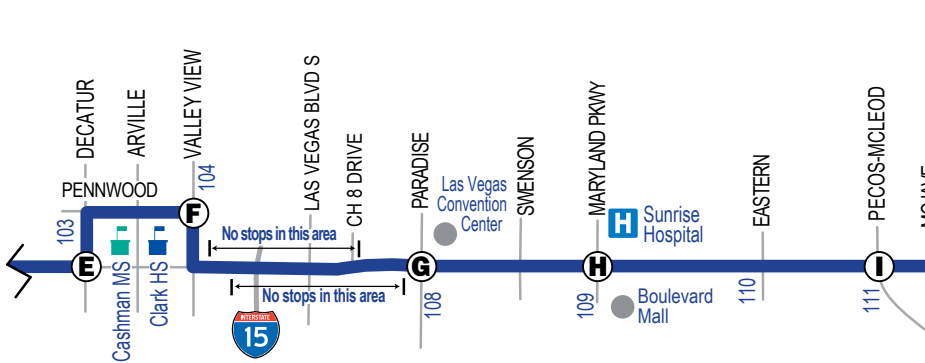 DECATUR
ARVILLE
VALLEY VIEW
LAS VEGAS BLVD S
CH 8 DRIVE
PARADISE
SWENSON
MARYLAND PKWY
EASTERN
PECOS-MCLEOD
PENNWOOD
103
104
E
F
G
H
I
Cashman MS
Clark HS
No stops in this area
No stops in this area
INTERSTATE
15
108
Las Vegas
Convention
Center
H
Sunrise
Hospital
109
Boulevard
Mall
110
111